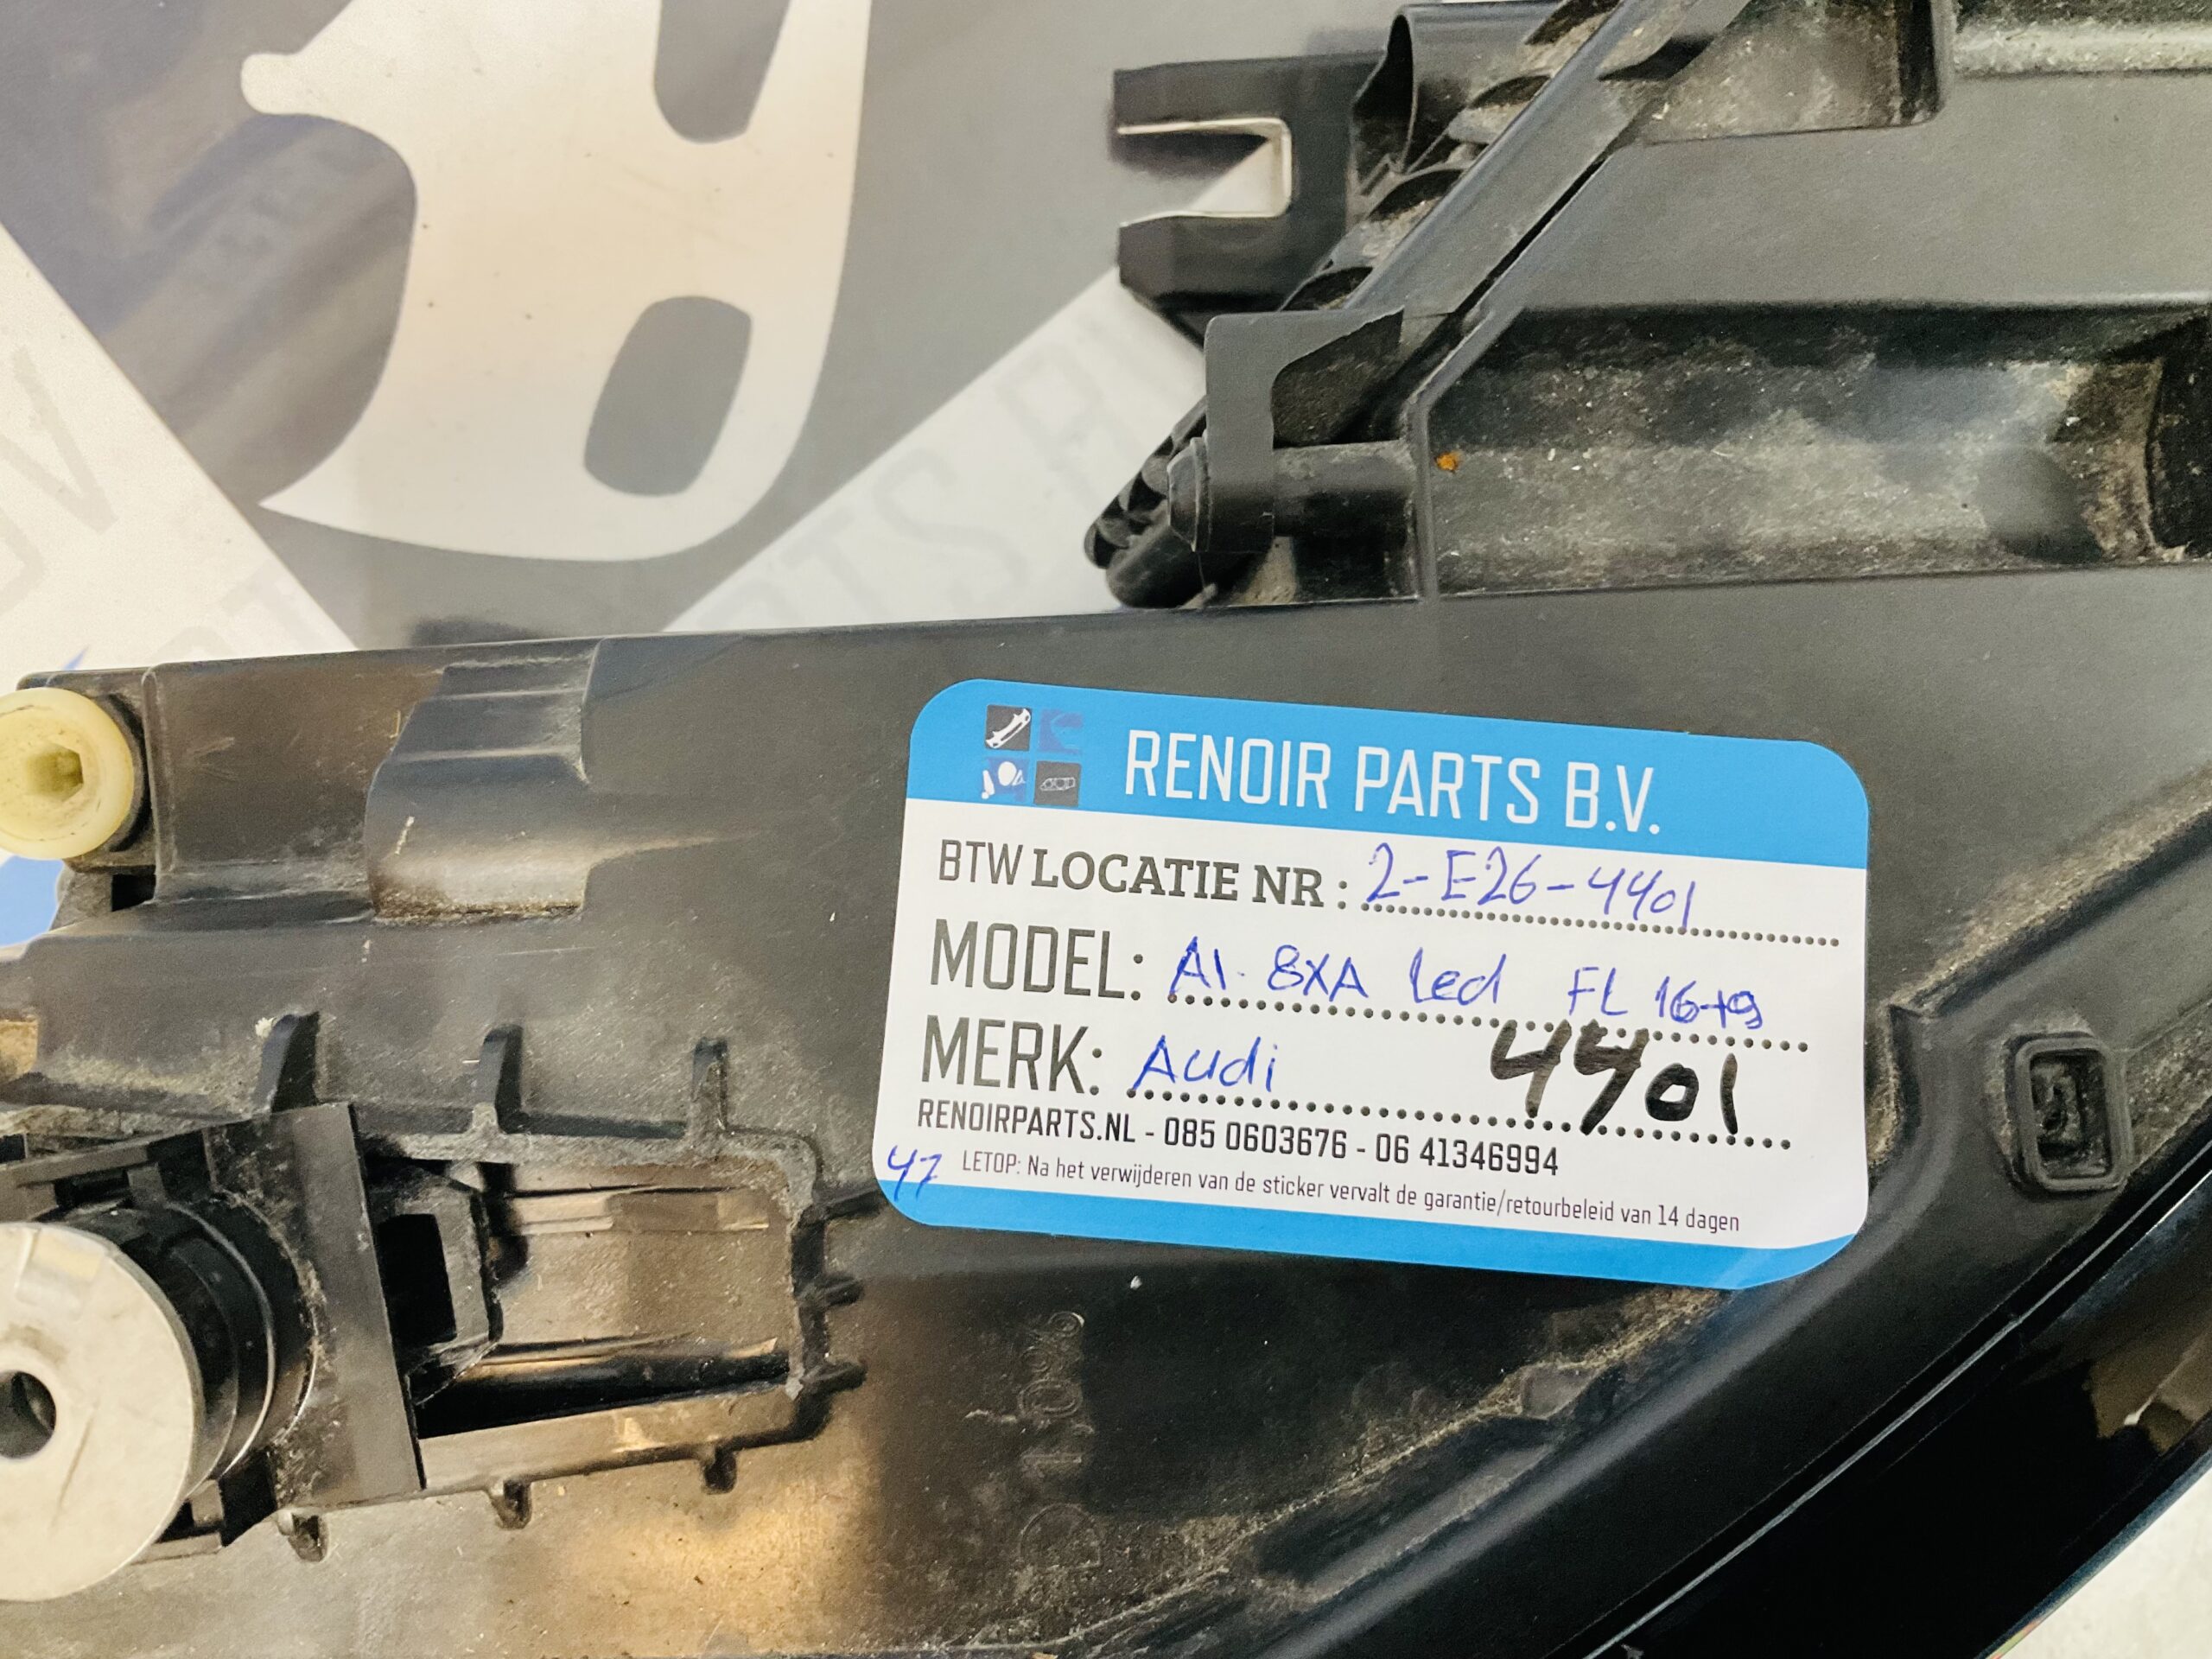 RENOIR PARTS B.V.
BTW LOCATIE NR : 2-E26-4401
MODEL: A1 8XA Led FL 16-19
MERK: Audi 4401
RENOIRPARTS.NL - 085 0603676 - 06 41346994
47 LETOP: Na het verwijderen van de sticker vervalt de garantie/retourbeleid van 14 dagen
D 1,0%